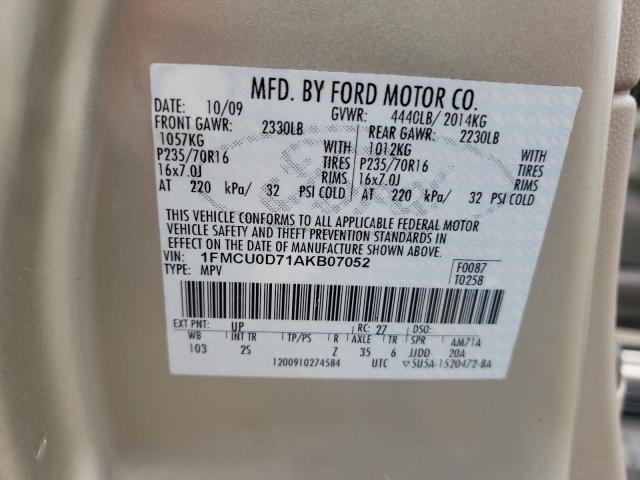 MFD. BY FORD MOTOR CO.
DATE: 10/09 GVWR: 4440LB/ 2014KG
FRONT GAWR: 2330LB REAR GAWR: 2230LB
1057KG WITH 1012KG WITH
P235/70R16 TIRES P235/70R16 TIRES
16x7.0J RIMS 16x7.0J RIMS
AT 220 kPa/ 32 PSI COLD AT 220 kPa/ 32 PSI COLD
THIS VEHICLE CONFORMS TO ALL APPLICABLE FEDERAL MOTOR
VEHICLE SAFETY AND THEFT PREVENTION STANDARDS IN
EFFECT ON THE DATE OF MANUFACTURE SHOWN ABOVE.
VIN: 1FMCU0D71AKB07052 F0087
TYPE: MPV T0258
EXT PNT: UP RC: 27 DSO:
WB INT TR TP/PS R AXLE TR SPR AM71A
103 2S Z 35 6 JJDD 20A
1200910274584 UTC ▽5U5A-1520472-BA